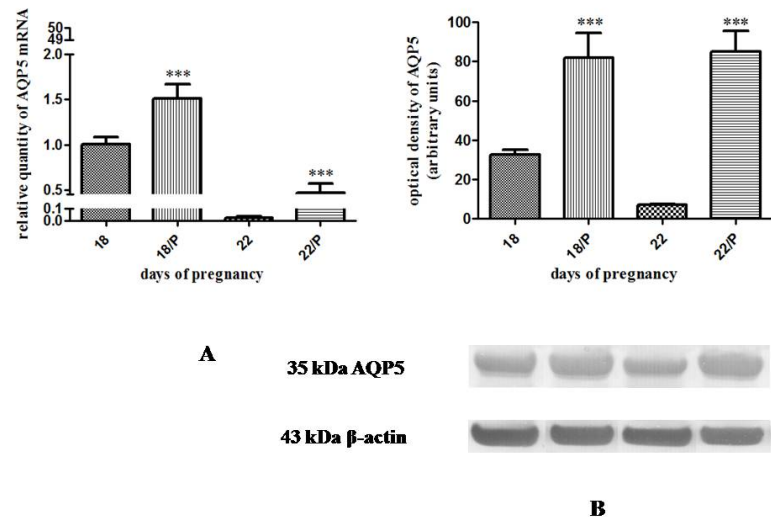 relative quantity of AQP5 mRNA
50
49
2.0
1.5
1.0
0.5
0.1
0.0
***
***
18
18/P
22
22/P
days of pregnancy
A
optical density of AQP5
(arbitrary units)
100
80
60
40
20
0
***
***
18
18/P
22
22/P
days of pregnancy
35 kDa AQP5
43 kDa β-actin
B